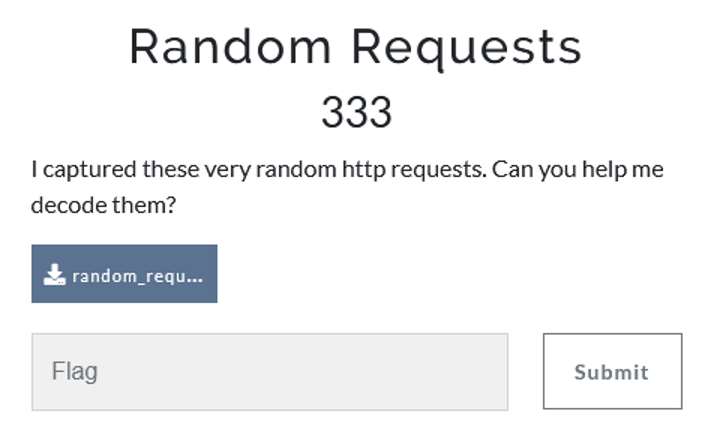 Random Requests
333
I captured these very random http requests. Can you help me
decode them?
random_requ...
Flag
Submit